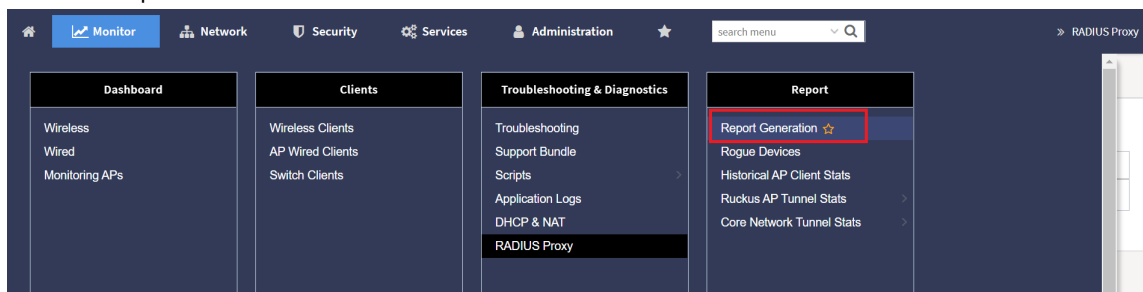 Monitor Network Security Services Administration search menu » RADIUS Proxy
Dashboard
Wireless
Wired
Monitoring APs
Clients
Wireless Clients
AP Wired Clients
Switch Clients
Troubleshooting & Diagnostics
Troubleshooting
Support Bundle
Scripts
Application Logs
DHCP & NAT
RADIUS Proxy
Report
Report Generation
Rogue Devices
Historical AP Client Stats
Ruckus AP Tunnel Stats
Core Network Tunnel Stats